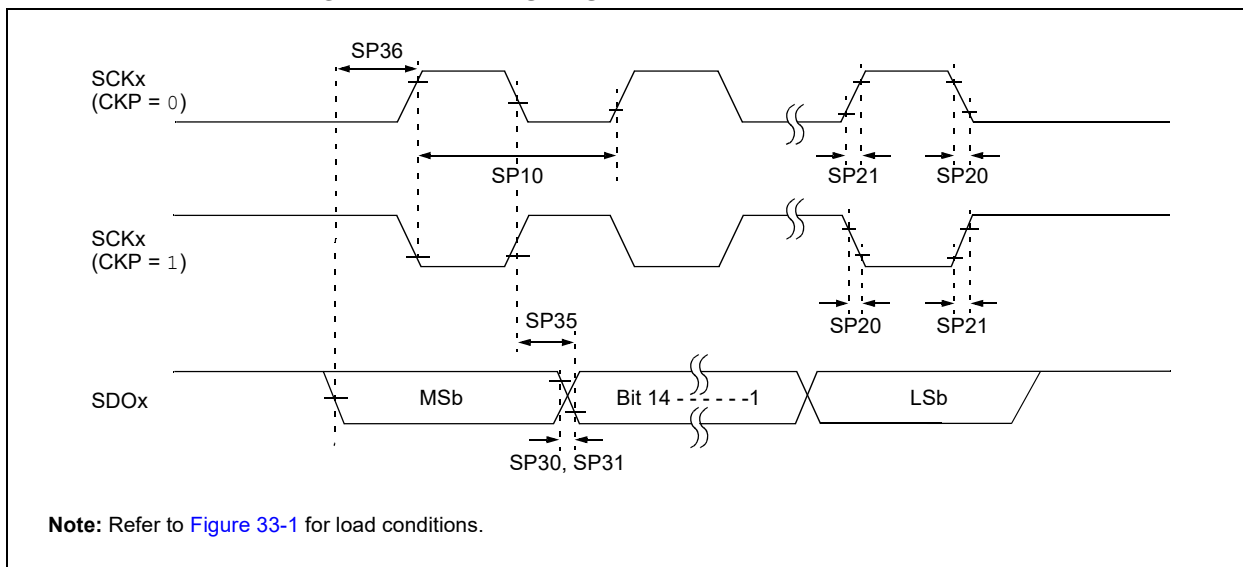 SP36
SCKx
(CKP = 0)
SP10
SP21
SP20
SCKx
(CKP = 1)
SP35
SP20
SP21
SDOx
MSb
Bit 14 - - - - - - -1
LSb
SP30, SP31
Note: Refer to Figure 33-1 for load conditions.